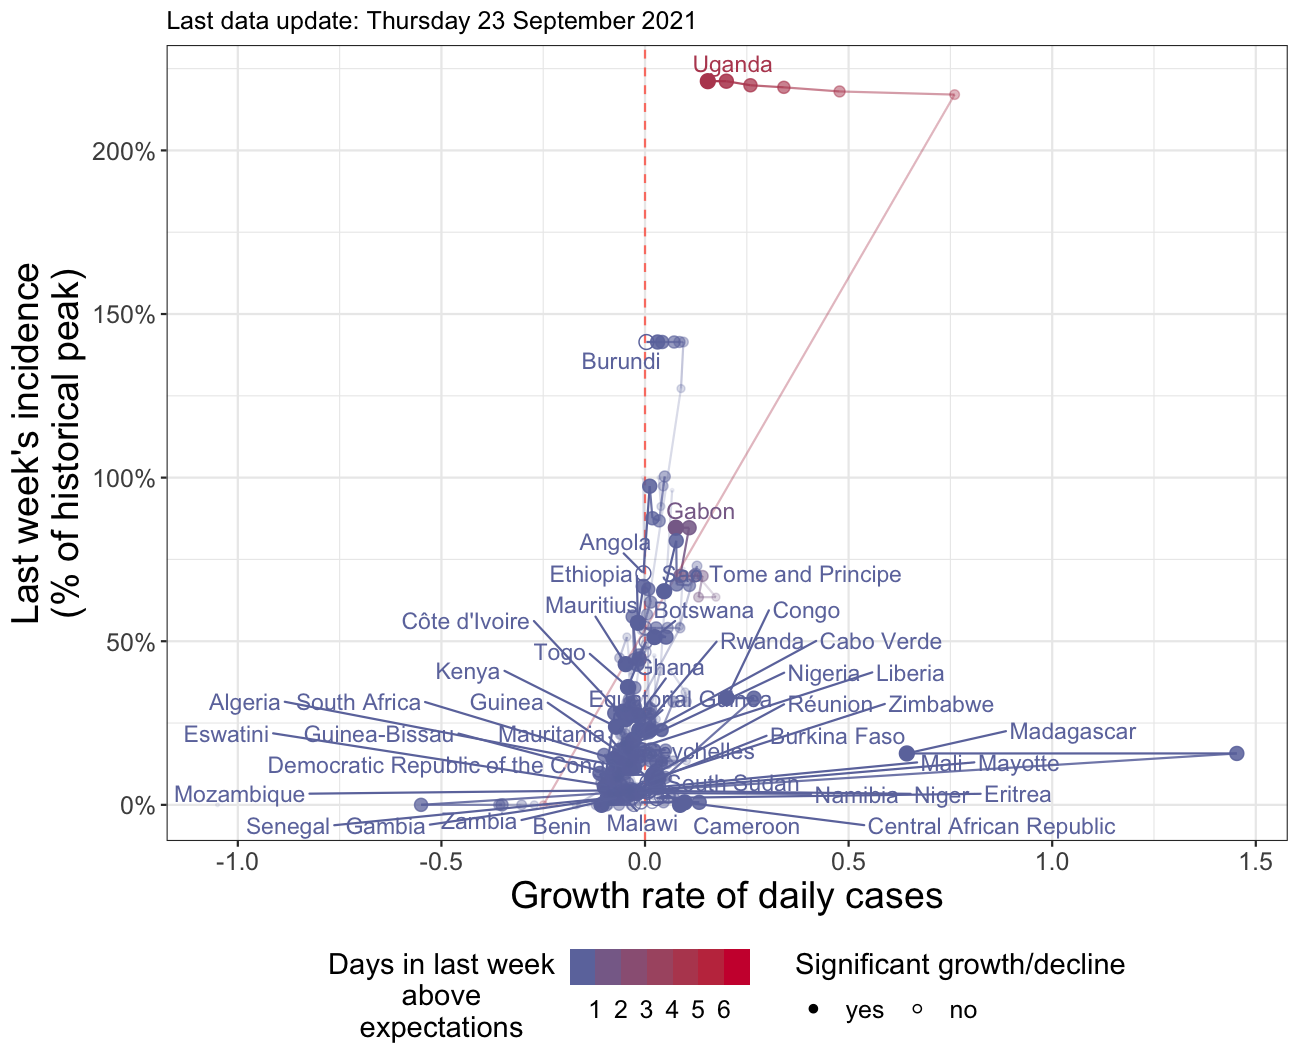 Last data update: Thursday 23 September 2021
Last week's incidence
(% of historical peak)
200%
150%
100%
50%
0%
Uganda
Burundi
Gabon
Angola
Ethiopia
Sao Tome and Principe
Mauritius
Botswana
Congo
Côte d'Ivoire
Togo
Rwanda
Cabo Verde
Kenya
Ghana
Nigeria
Liberia
Algeria
South Africa
Guinea
Equatorial Guinea
Réunion
Zimbabwe
Eswatini
Guinea-Bissau
Mauritania
Seychelles
Burkina Faso
Madagascar
Democratic Republic of the Congo
Mali
Mayotte
Mozambique
South Sudan
Namibia
Niger
Eritrea
Senegal
Gambia
Zambia
Benin
Malawi
Cameroon
Central African Republic
-1.0
-0.5
0.0
0.5
1.0
1.5
Growth rate of daily cases
Days in last week
above
expectations
1 2 3 4 5 6
Significant growth/decline
yes
no